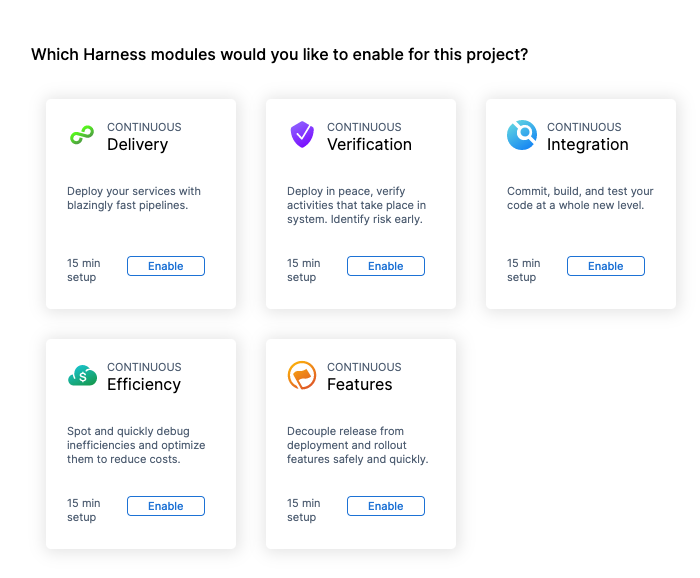 Which Harness modules would you like to enable for this project?
CONTINUOUS
Delivery
Deploy your services with
blazingly fast pipelines.
15 min
setup
Enable
CONTINUOUS
Verification
Deploy in peace, verify
activities that take place in
system. Identify risk early.
15 min
setup
Enable
CONTINUOUS
Integration
Commit, build, and test your
code at a whole new level.
15 min
setup
Enable
CONTINUOUS
Efficiency
Spot and quickly debug
inefficiencies and optimize
them to reduce costs.
15 min
setup
Enable
CONTINUOUS
Features
Decouple release from
deployment and rollout
features safely and quickly.
15 min
setup
Enable